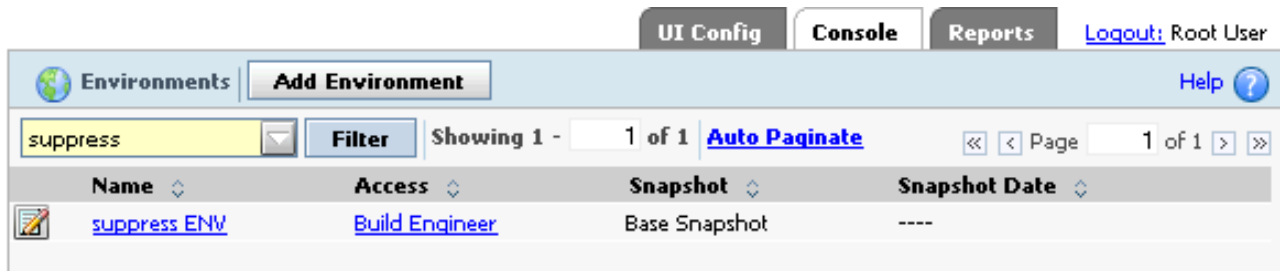 UI Config Console Reports Logout: Root User
Environments Add Environment Help ?
suppress Filter Showing 1 - 1 of 1 Auto Paginate << < Page 1 of 1 > >>
Name Access Snapshot Snapshot Date
suppress ENV Build Engineer Base Snapshot ----